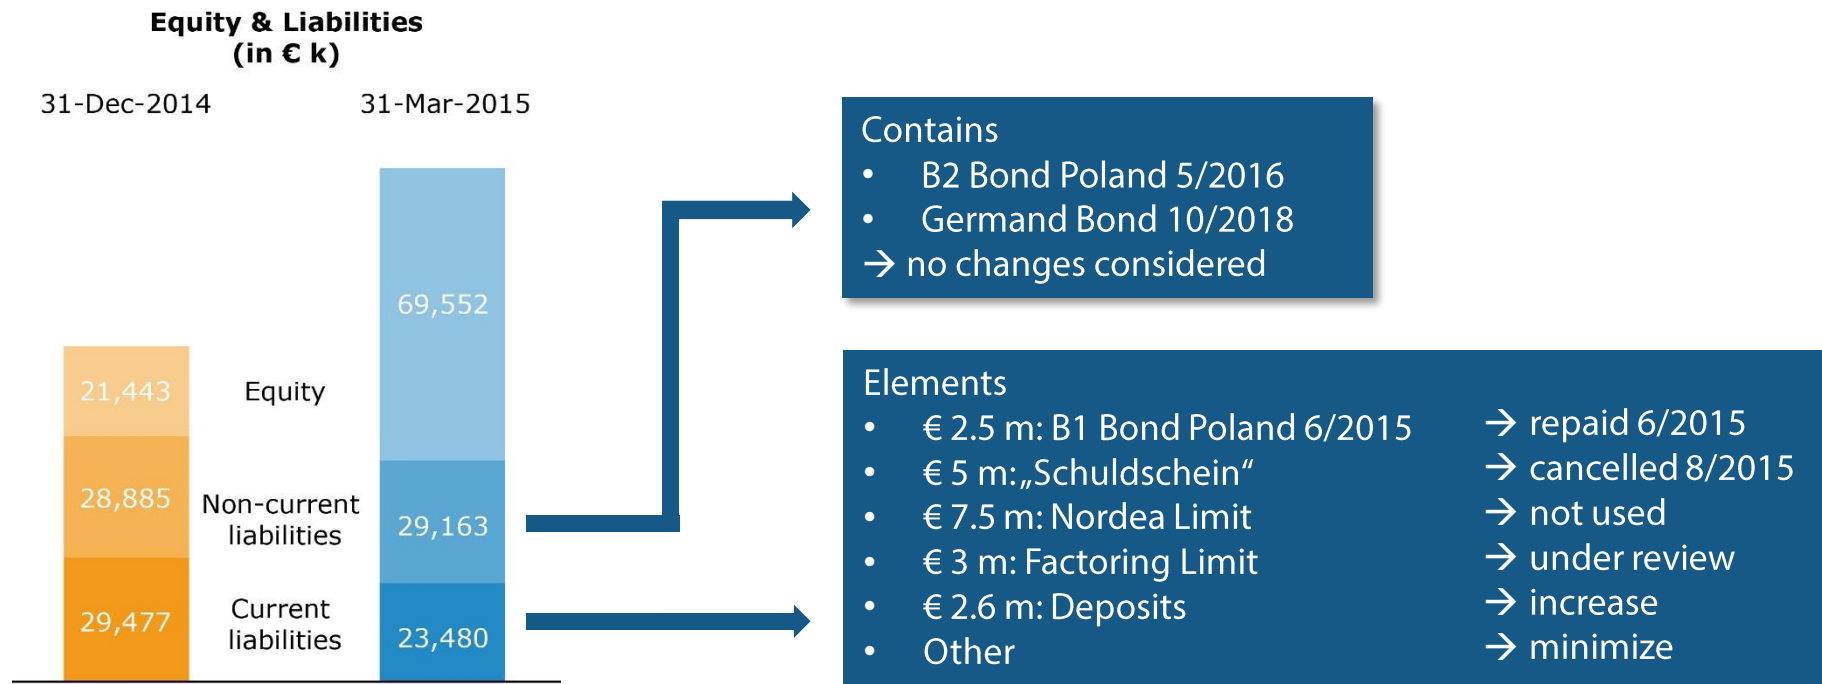 Equity & Liabilities
(in € k)
31-Dec-2014
31-Mar-2015
69,552
21,443
Equity
28,885
Non-current
liabilities
29,163
29,477
Current
liabilities
23,480
Contains
• B2 Bond Poland 5/2016
• Germand Bond 10/2018
→ no changes considered
Elements
• € 2.5 m: B1 Bond Poland 6/2015 → repaid 6/2015
• € 5 m: „Schuldschein“ → cancelled 8/2015
• € 7.5 m: Nordea Limit → not used
• € 3 m: Factoring Limit → under review
• € 2.6 m: Deposits → increase
• Other → minimize